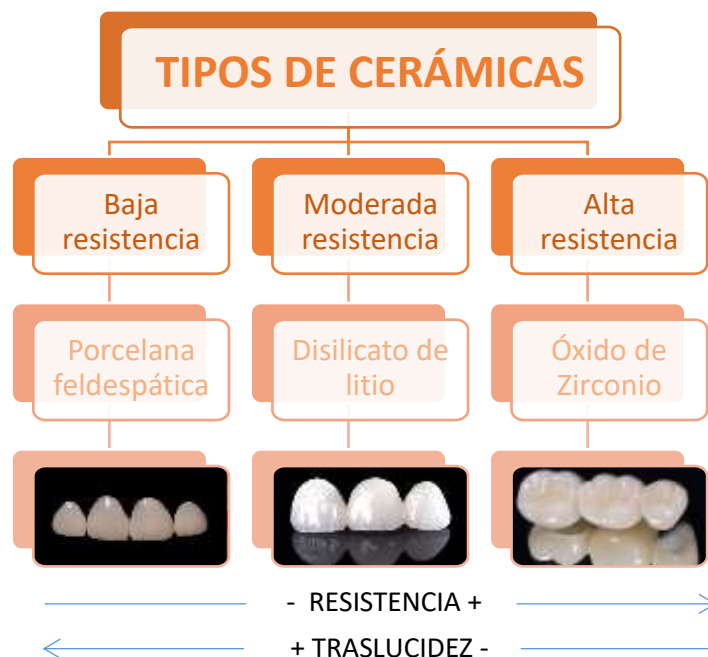 TIPOS DE CERÁMICAS
Baja
resistencia
Moderada
resistencia
Alta
resistencia
Porcelana
feldespática
Disilicato de
litio
Óxido de
Zirconio
- RESISTENCIA +
+ TRASLUCIDEZ -